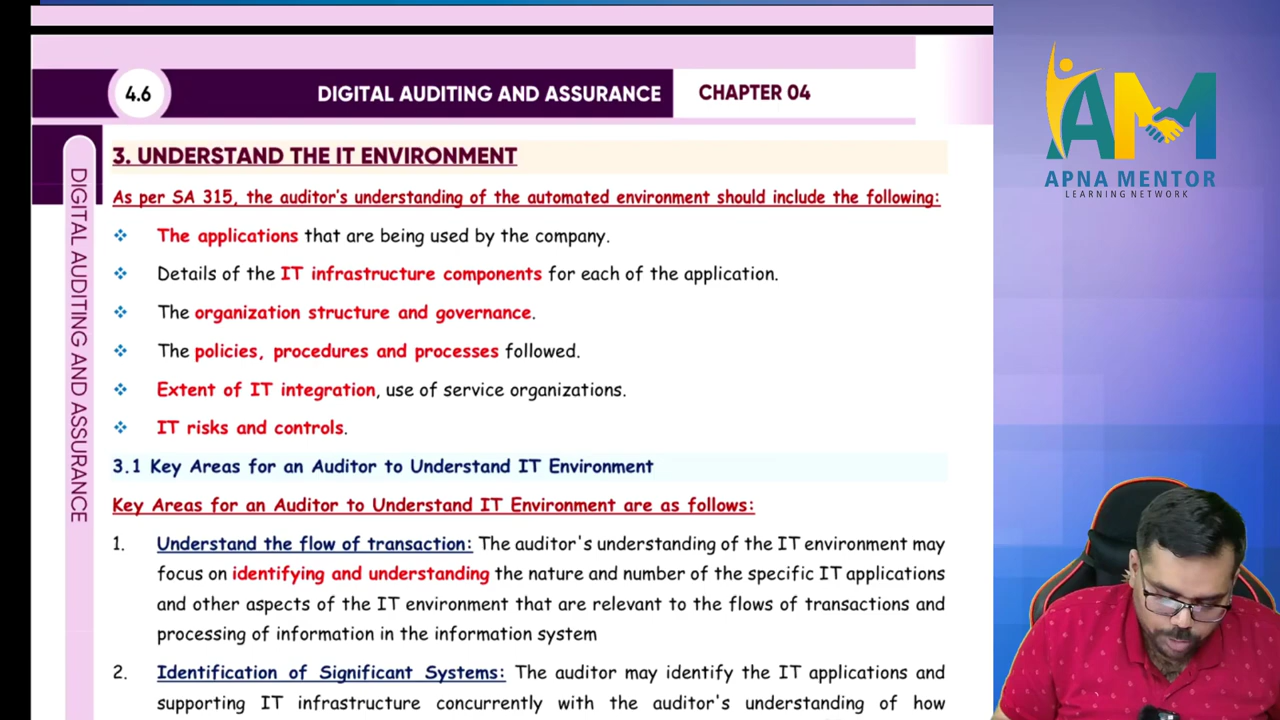 4.6
DIGITAL AUDITING AND ASSURANCE
CHAPTER 04
DIGITAL AUDITING AND ASSURANCE
3. UNDERSTAND THE IT ENVIRONMENT
As per SA 315, the auditor's understanding of the automated environment should include the following:
❖ The applications that are being used by the company.
❖ Details of the IT infrastructure components for each of the application.
❖ The organization structure and governance.
❖ The policies, procedures and processes followed.
❖ Extent of IT integration, use of service organizations.
❖ IT risks and controls.
3.1 Key Areas for an Auditor to Understand IT Environment
Key Areas for an Auditor to Understand IT Environment are as follows:
1. Understand the flow of transaction: The auditor's understanding of the IT environment may
focus on identifying and understanding the nature and number of the specific IT applications
and other aspects of the IT environment that are relevant to the flows of transactions and
processing of information in the information system
2. Identification of Significant Systems: The auditor may identify the IT applications and
supporting IT infrastructure concurrently with the auditor's understanding of how
AM
APNA MENTOR
LEARNING NETWORK